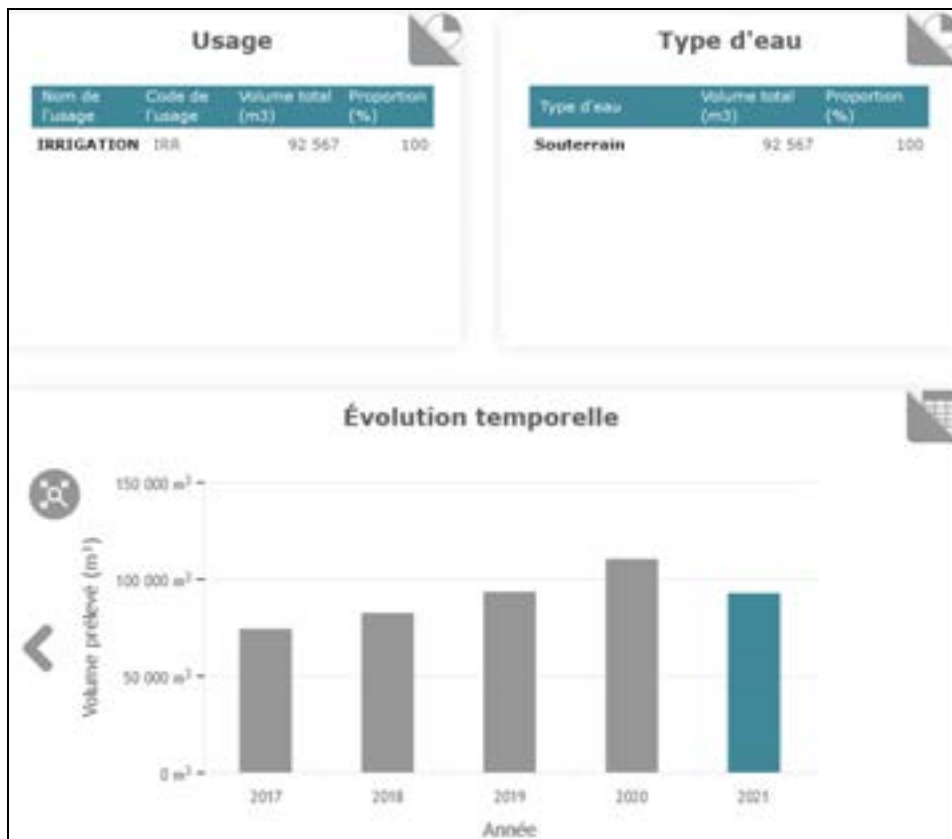 Usage
Nom de l'usage Code de l'usage Volume total (m3) Proportion (%)
IRRIGATION IRR 92 567 100
Type d'eau
Type d'eau Volume total (m3) Proportion (%)
Souterrain 92 567 100
Évolution temporelle
Volume prélevé (m³)
150 000 m³
100 000 m³
50 000 m³
0 m³
2017 2018 2019 2020 2021
Année